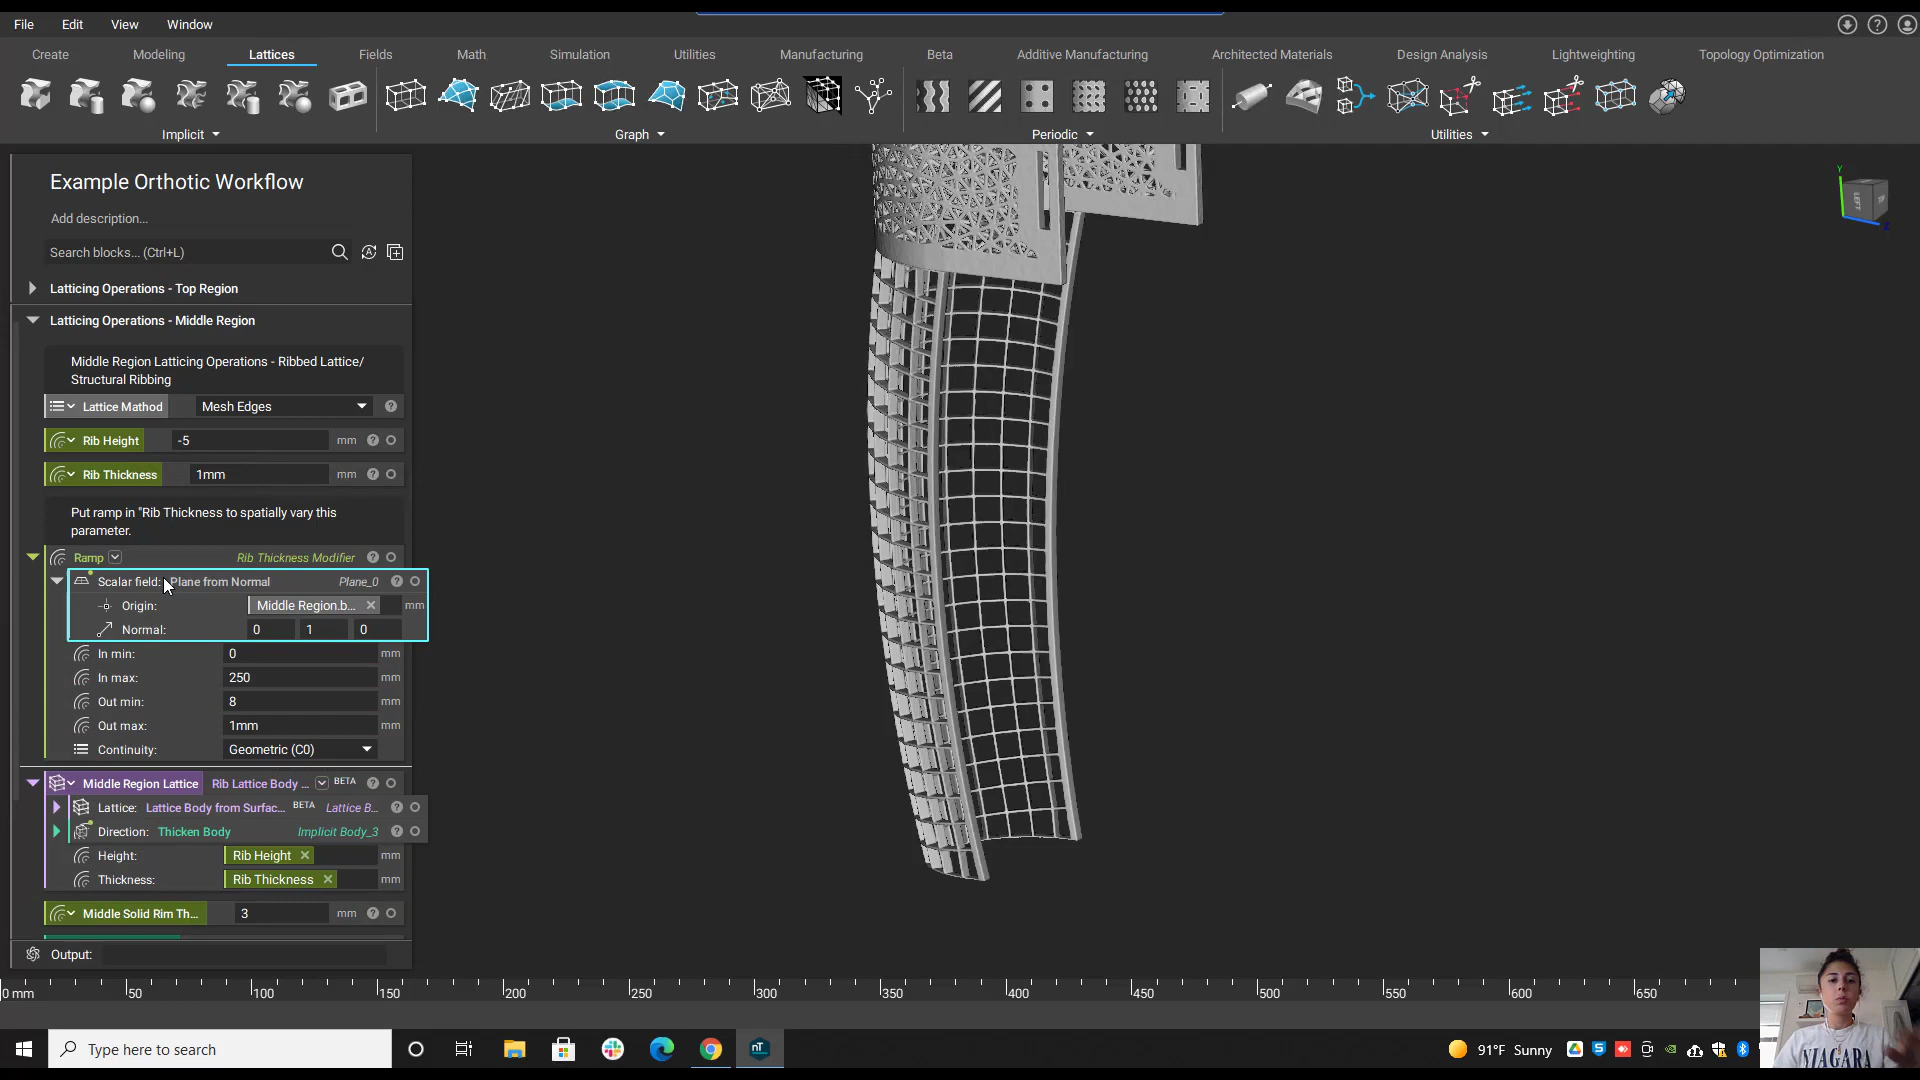 File Edit View Window
Create Modeling Lattices Fields Math Simulation Utilities Manufacturing Beta Additive Manufacturing Architected Materials Design Analysis Lightweighting Topology Optimization
Implicit Graph Periodic Utilities
Example Orthotic Workflow
Add description...
Search blocks... (Ctrl+L)
Latticing Operations - Top Region
Latticing Operations - Middle Region
Middle Region Latticing Operations - Ribbed Lattice/
Structural Ribbing
Lattice Mathod Mesh Edges
Rib Height -5 mm
Rib Thickness 1mm mm
Put ramp in "Rib Thickness to spatially vary this
parameter.
Ramp Rib Thickness Modifier
Scalar field: Plane from Normal Plane_0
Origin: Middle Region.b... mm
Normal: 0 1 0
In min: 0 mm
In max: 250 mm
Out min: 8 mm
Out max: 1mm mm
Continuity: Geometric (C0)
Middle Region Lattice Rib Lattice Body ... BETA
Lattice: Lattice Body from Surfac... BETA Lattice B...
Direction: Thicken Body Implicit Body_3
Height: Rib Height mm
Thickness: Rib Thickness mm
Middle Solid Rim Th... 3 mm
Output:
Y
LEFT
0 mm 50 100 150 200 250 300 350 400 450 500 550 600 650
Type here to search
nT
91°F Sunny
NIAGARA